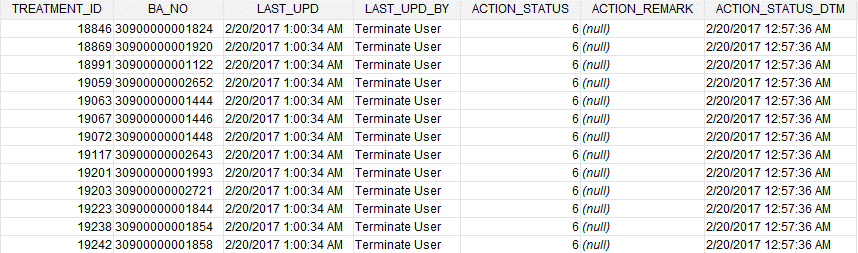 TREATMENT_ID BA_NO LAST_UPD LAST_UPD_BY ACTION_STATUS ACTION_REMARK ACTION_STATUS_DTM
18846 30900000001824 2/20/2017 1:00:34 AM Terminate User 6 (null) 2/20/2017 12:57:36 AM
18869 30900000001920 2/20/2017 1:00:34 AM Terminate User 6 (null) 2/20/2017 12:57:36 AM
18991 30900000001122 2/20/2017 1:00:34 AM Terminate User 6 (null) 2/20/2017 12:57:36 AM
19059 30900000002652 2/20/2017 1:00:34 AM Terminate User 6 (null) 2/20/2017 12:57:36 AM
19063 30900000001444 2/20/2017 1:00:34 AM Terminate User 6 (null) 2/20/2017 12:57:36 AM
19067 30900000001446 2/20/2017 1:00:34 AM Terminate User 6 (null) 2/20/2017 12:57:36 AM
19072 30900000001448 2/20/2017 1:00:34 AM Terminate User 6 (null) 2/20/2017 12:57:36 AM
19117 30900000002643 2/20/2017 1:00:34 AM Terminate User 6 (null) 2/20/2017 12:57:36 AM
19201 30900000001993 2/20/2017 1:00:34 AM Terminate User 6 (null) 2/20/2017 12:57:36 AM
19203 30900000002721 2/20/2017 1:00:34 AM Terminate User 6 (null) 2/20/2017 12:57:36 AM
19223 30900000001844 2/20/2017 1:00:34 AM Terminate User 6 (null) 2/20/2017 12:57:36 AM
19238 30900000001854 2/20/2017 1:00:34 AM Terminate User 6 (null) 2/20/2017 12:57:36 AM
19242 30900000001858 2/20/2017 1:00:34 AM Terminate User 6 (null) 2/20/2017 12:57:36 AM